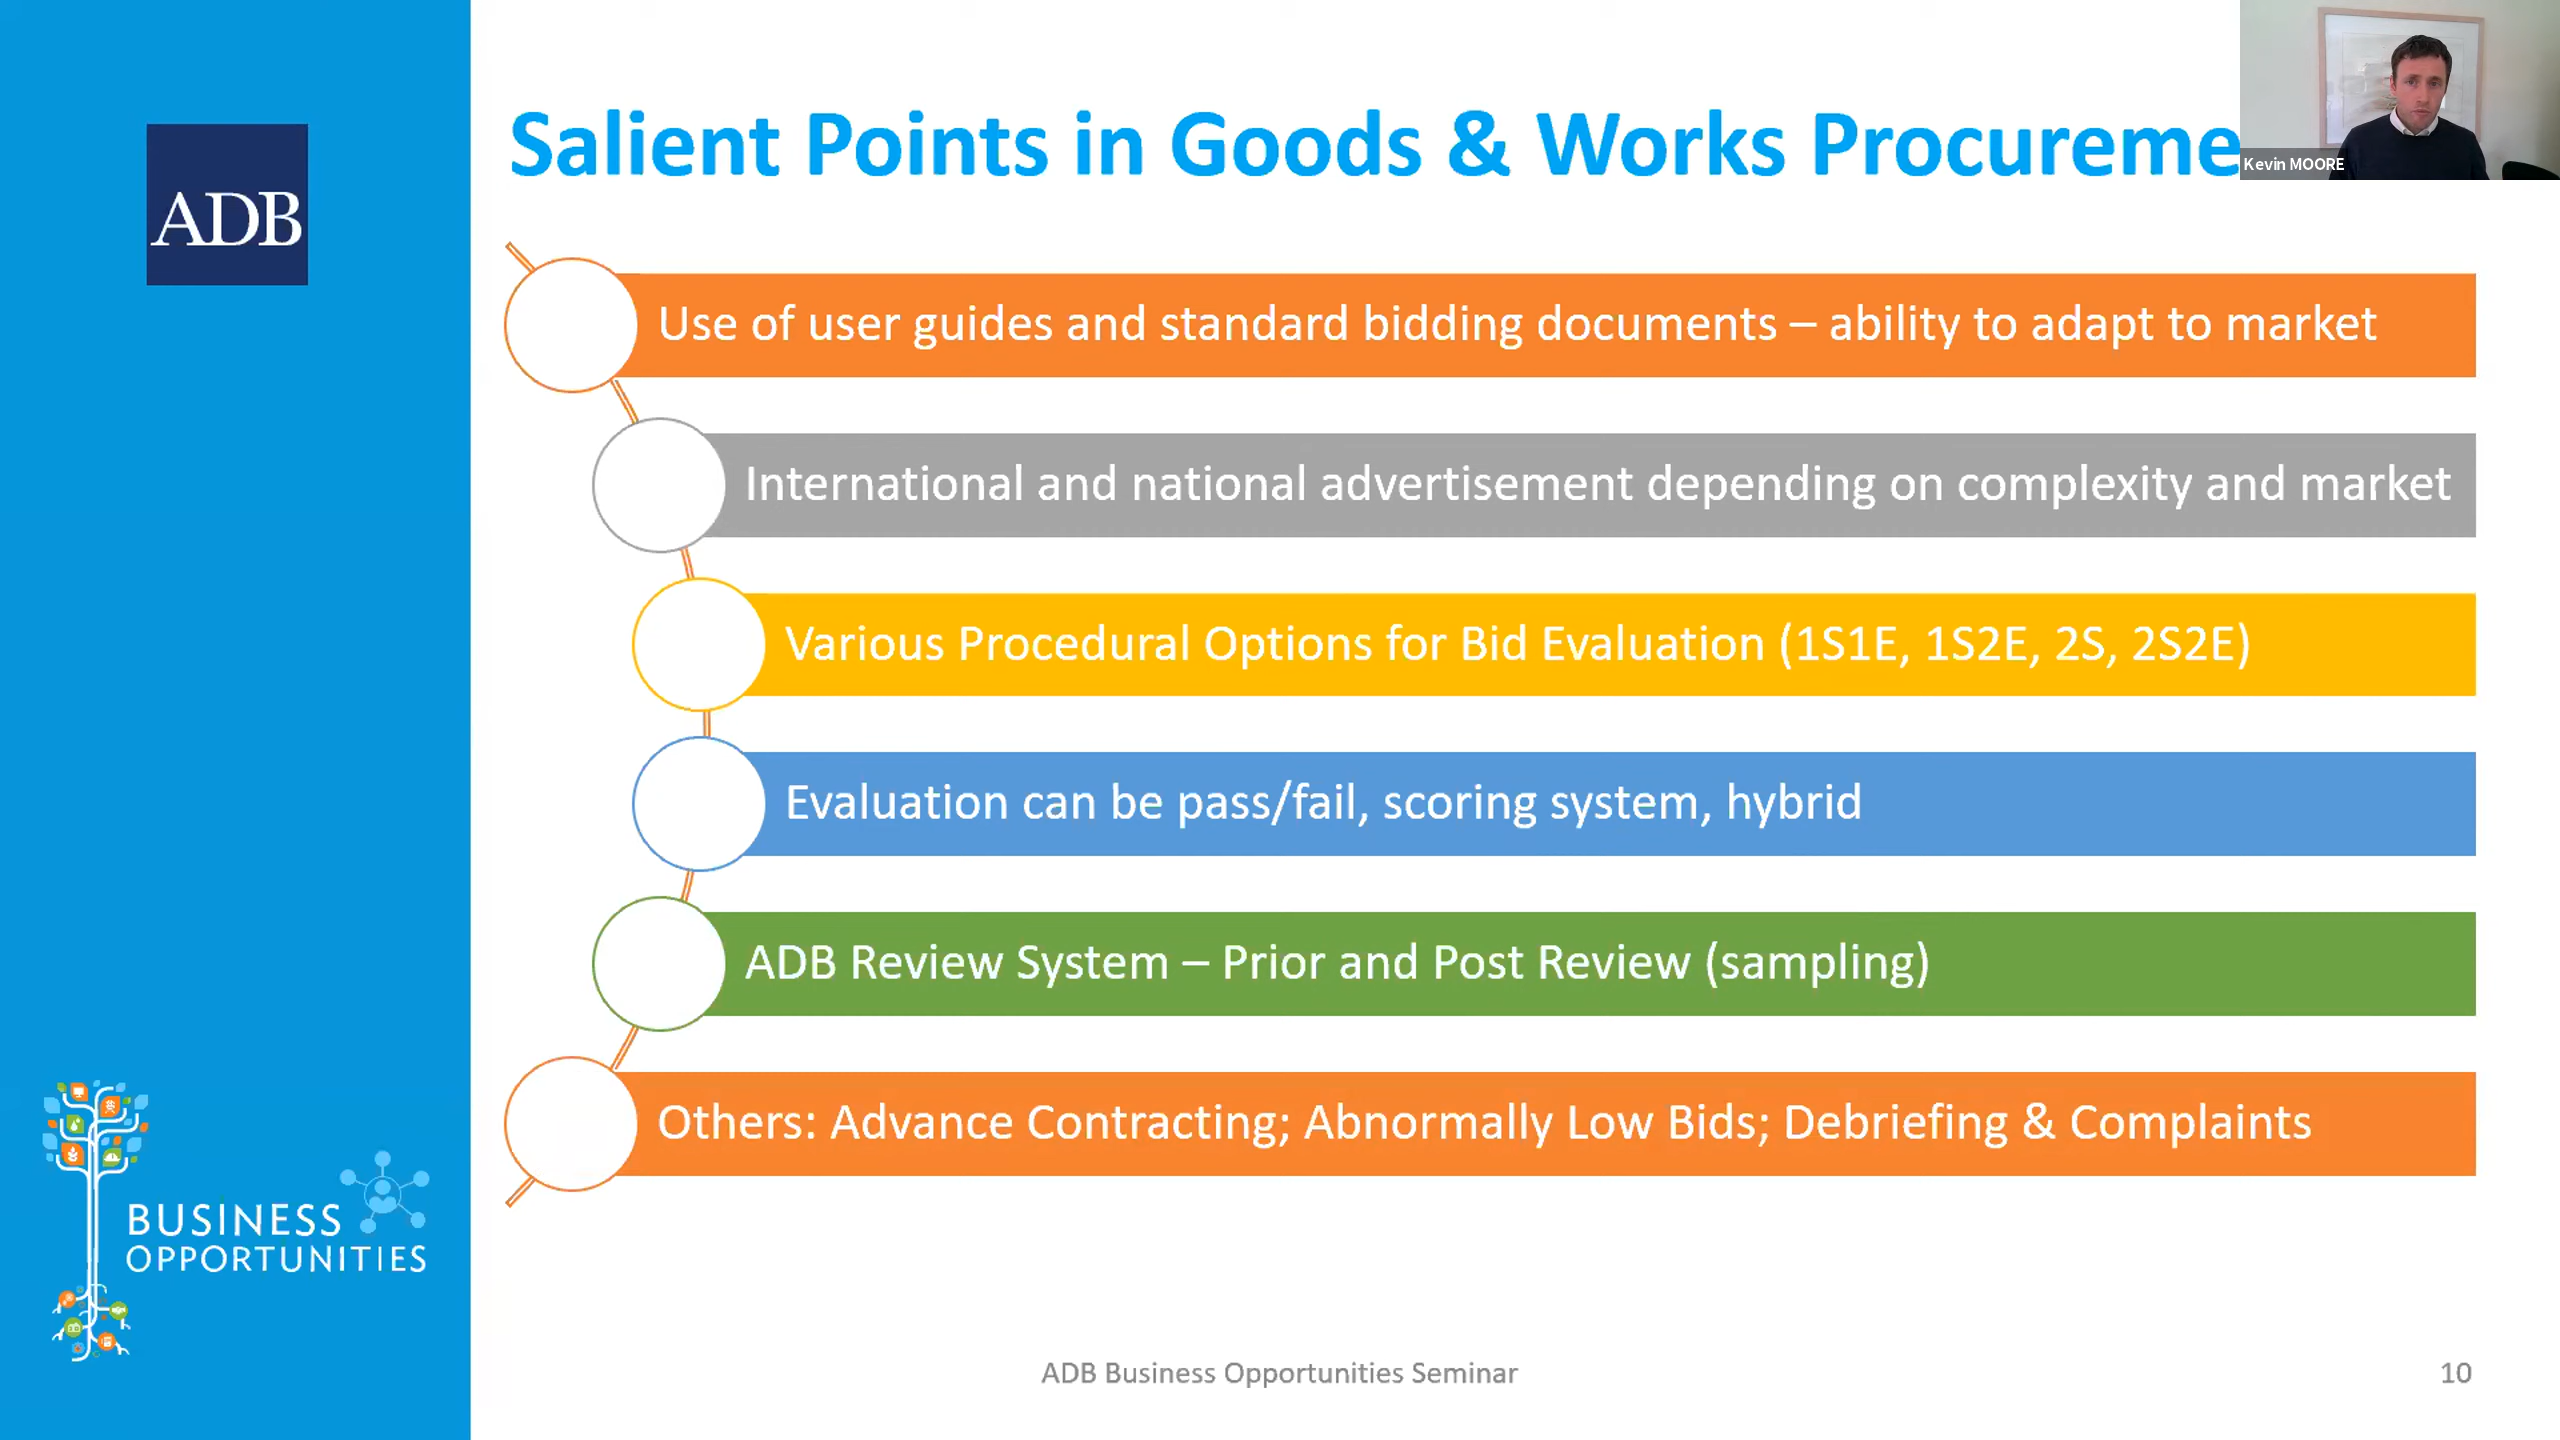 ADB
Salient Points in Goods & Works Procureme
Kevin MOORE
Use of user guides and standard bidding documents – ability to adapt to market
International and national advertisement depending on complexity and market
Various Procedural Options for Bid Evaluation (1S1E, 1S2E, 2S, 2S2E)
Evaluation can be pass/fail, scoring system, hybrid
ADB Review System – Prior and Post Review (sampling)
Others: Advance Contracting; Abnormally Low Bids; Debriefing & Complaints
BUSINESS
OPPORTUNITIES
ADB Business Opportunities Seminar
10